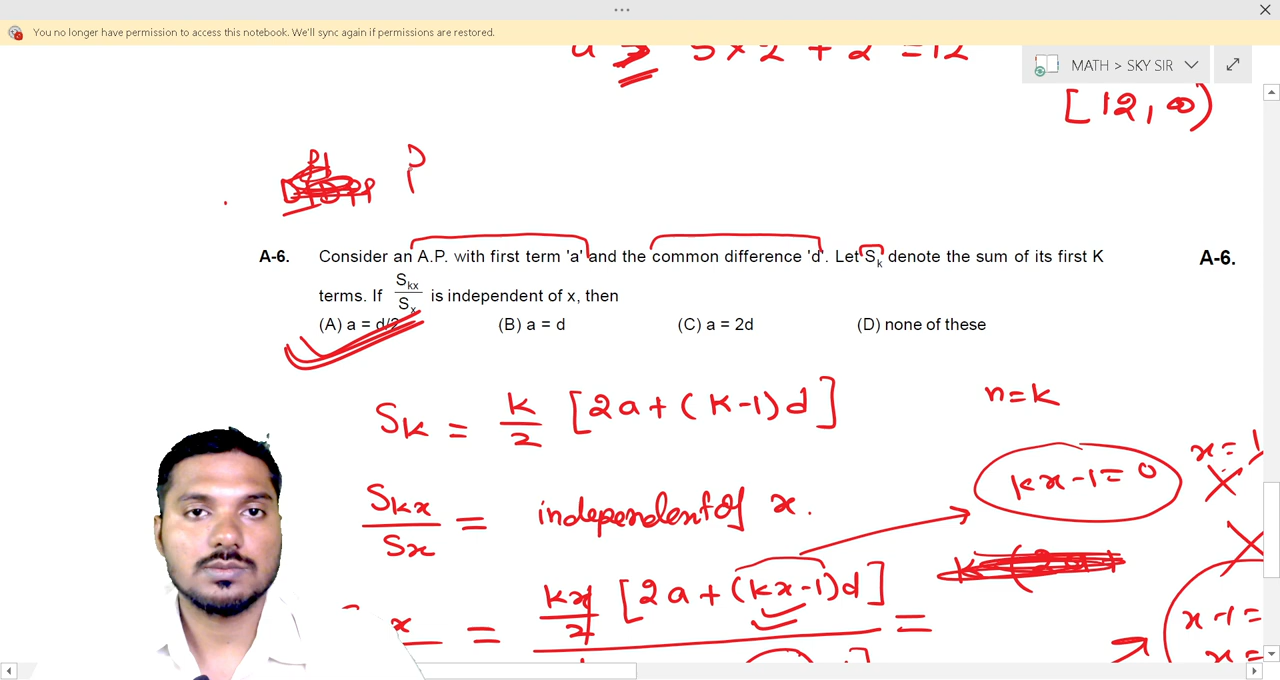 You no longer have permission to access this notebook. We'll sync again if permissions are restored.
MATH > SKY SIR
5 x 2 + 2 = 12
[12, ∞)
P
A-6. Consider an A.P. with first term 'a' and the common difference 'd'. Let Sk denote the sum of its first K
A-6.
terms. If Skx/Sx is independent of x, then
(A) a = d/2 (B) a = d (C) a = 2d (D) none of these
n = k
Sk = k/2 [2a + (k-1)d]
x = 1
kx-1 = 0
Skx/Sx = independent of x.
kx/2 [2a + (kx-1)d] =
x-1 =
x =